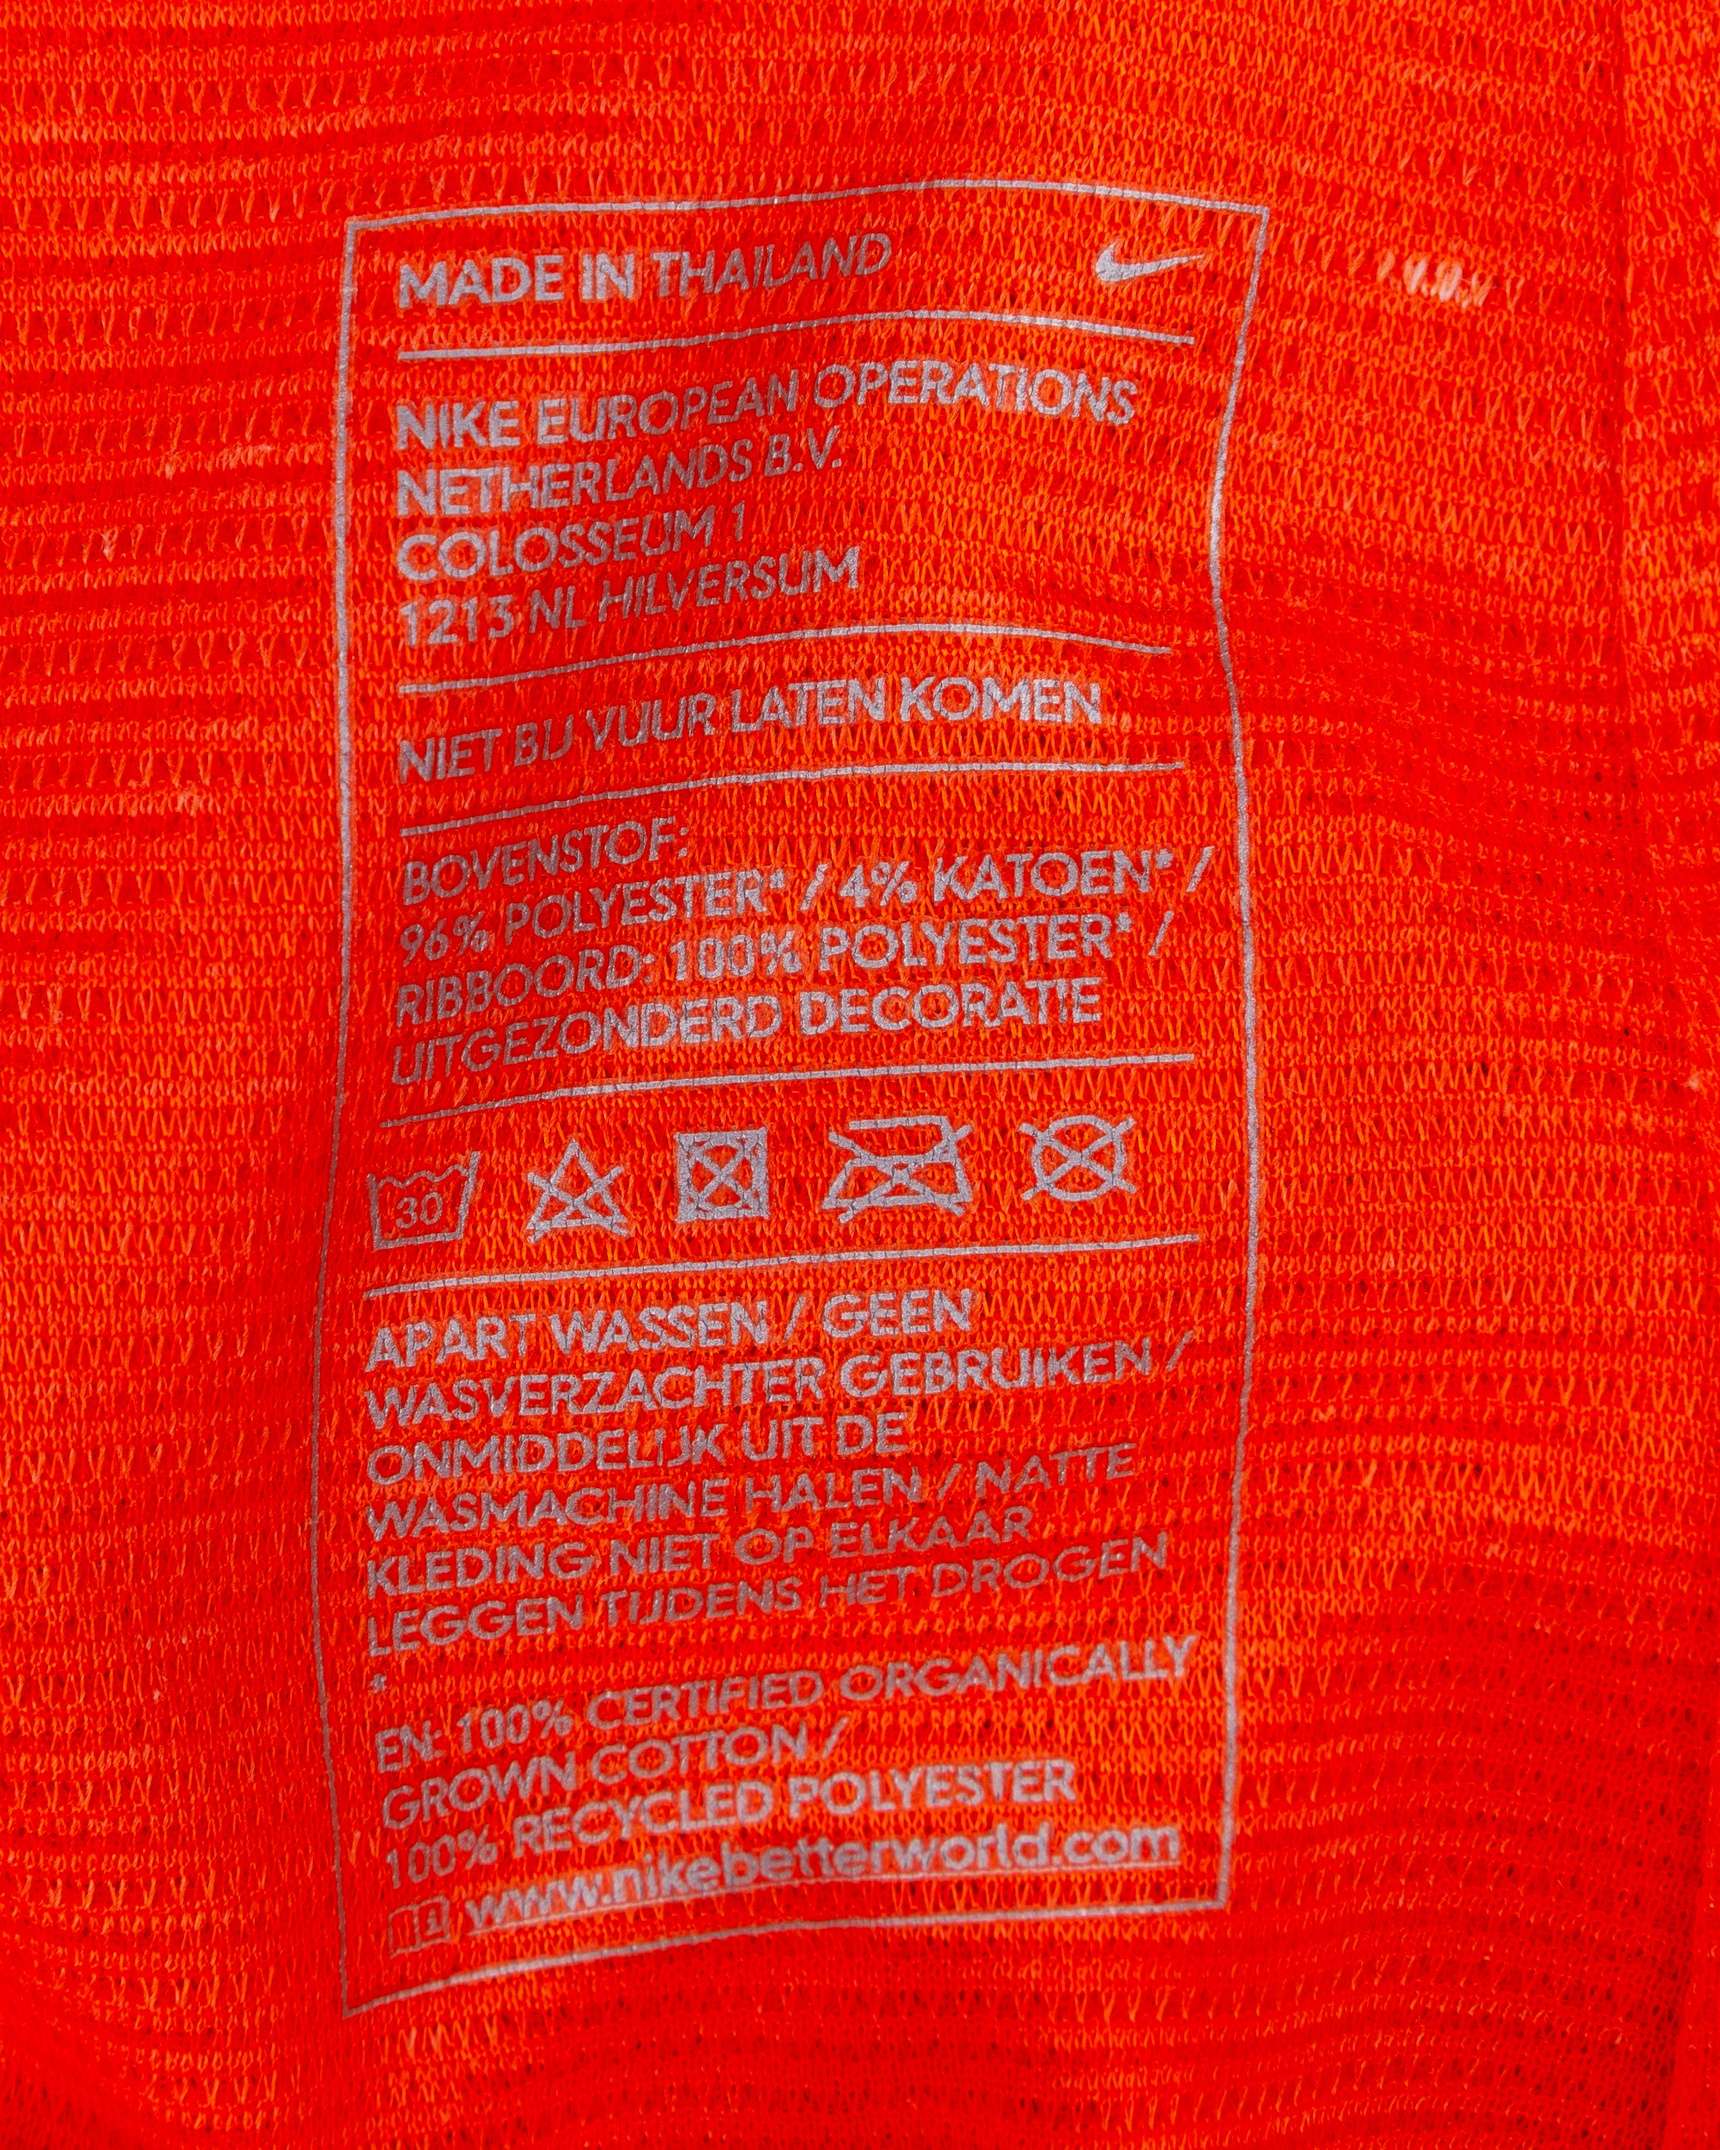 MADE IN THAILAND
NIKE EUROPEAN OPERATIONS
NETHERLANDS B.V.
COLOSSEUM 1
1213 NL HILVERSUM
NIET BIJ VUUR LATEN KOMEN
BOVENSTOF:
96% POLYESTER* / 4% KATOEN* /
RIBBOORD: 100% POLYESTER* /
UITGEZONDERD DECORATIE
30
APART WASSEN / GEEN
WASVERZACHTER GEBRUIKEN /
ONMIDDELIJK UIT DE
WASMACHINE HALEN / NATTE
KLEDING NIET OP ELKAAR
LEGGEN TIJDENS HET DROGEN
*
EN: 100% CERTIFIED ORGANICALLY
GROWN COTTON /
100% RECYCLED POLYESTER
www.nikebetterworld.com